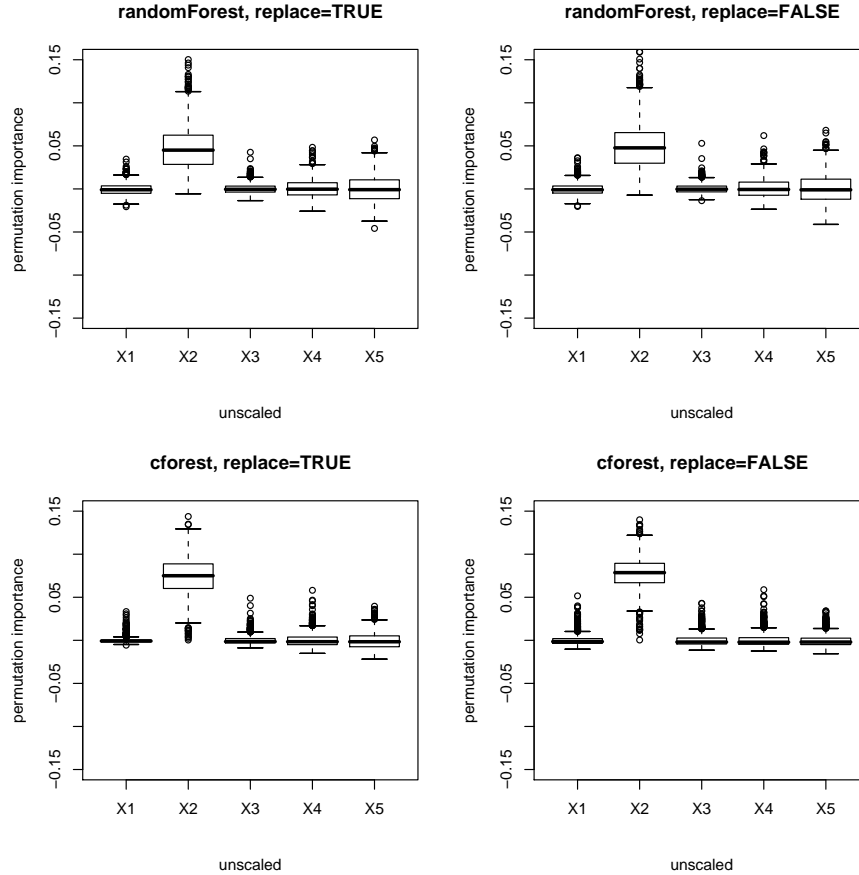 randomForest, replace=TRUE
permutation importance
0.15
0.05
−0.05
−0.15
X1 X2 X3 X4 X5
unscaled
randomForest, replace=FALSE
permutation importance
0.15
0.05
−0.05
−0.15
X1 X2 X3 X4 X5
unscaled
cforest, replace=TRUE
permutation importance
0.15
0.05
−0.05
−0.15
X1 X2 X3 X4 X5
unscaled
cforest, replace=FALSE
permutation importance
0.15
0.05
−0.05
−0.15
X1 X2 X3 X4 X5
unscaled